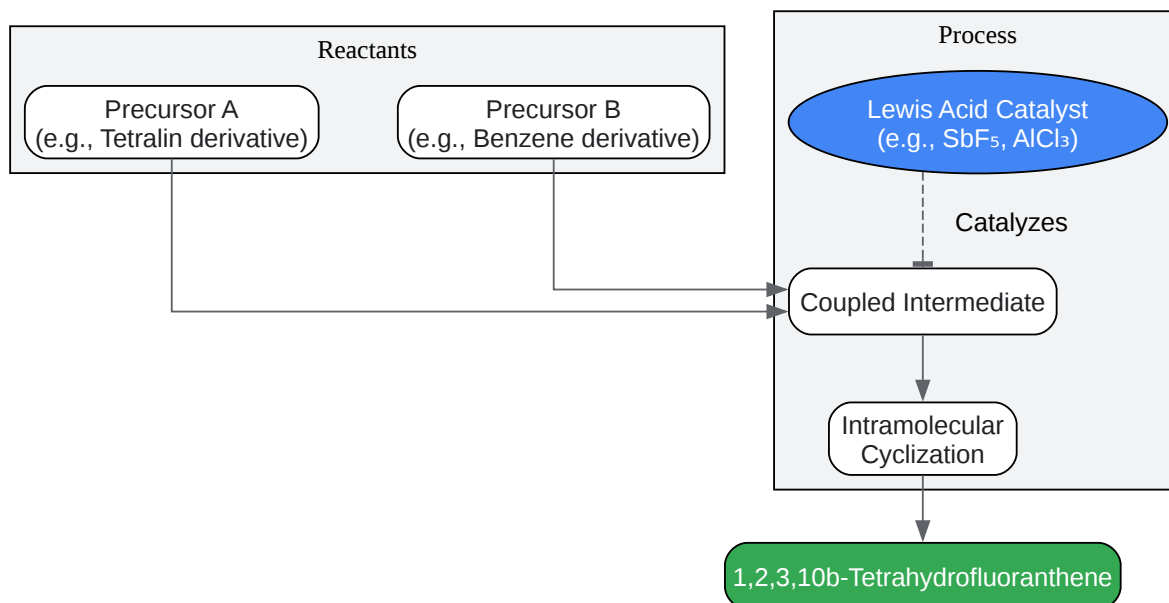 Reactants
Precursor A
(e.g., Tetralin derivative)
Precursor B
(e.g., Benzene derivative)
Process
Lewis Acid Catalyst
(e.g., SbF₅, AlCl₃)
Catalyzes
Coupled Intermediate
Intramolecular
Cyclization
1,2,3,10b-Tetrahydrofluoranthene